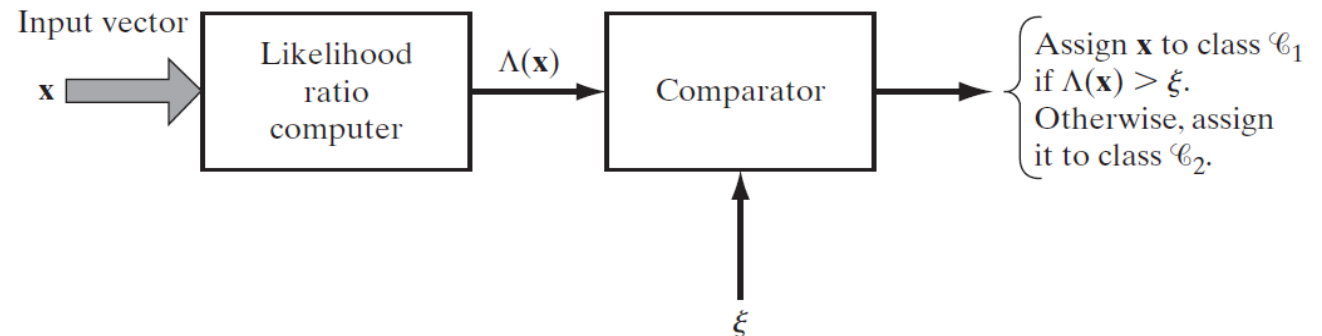 Input vector
x
Likelihood
ratio
computer
Λ(x)
Comparator
ξ
Assign x to class 𝒞₁
if Λ(x) > ξ.
Otherwise, assign
it to class 𝒞₂.